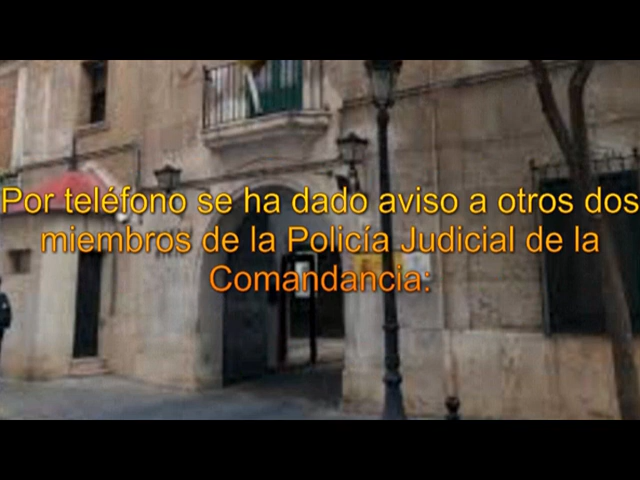 Por teléfono se ha dado aviso a otros dos
miembros de la Policía Judicial de la
Comandancia: